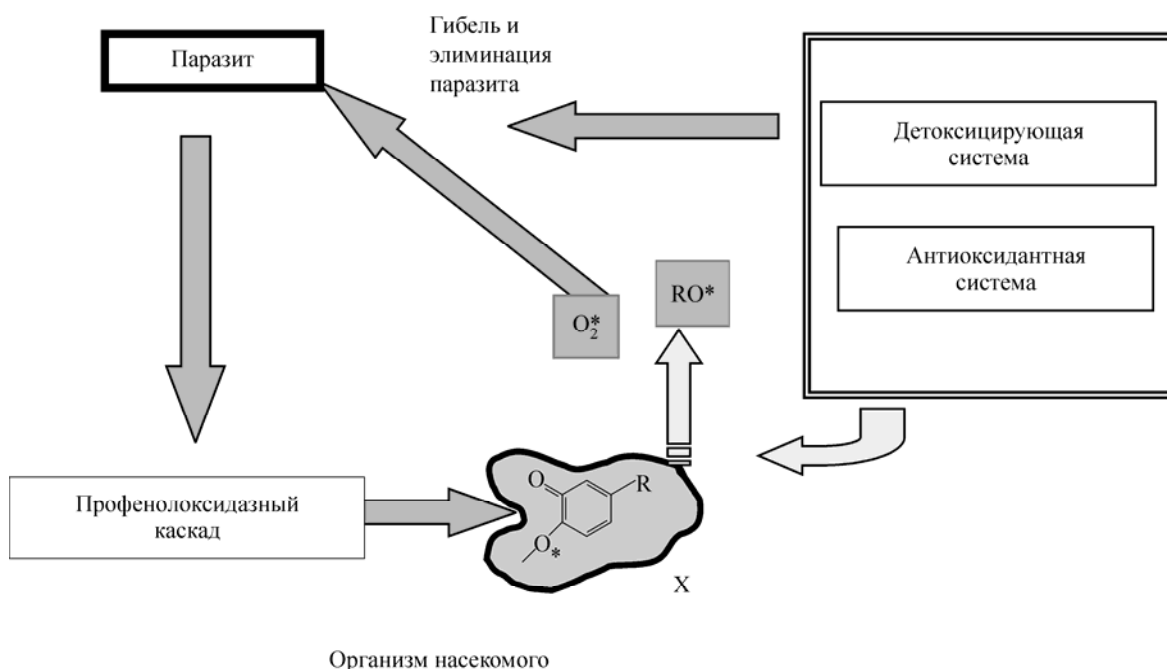 Гибель и
элиминация
паразита
Паразит
Детоксицирующая
система
Антиоксидантная
система
RO*
O₂*
O
R
O*
Профенолоксидазный
каскад
X
Организм насекомого